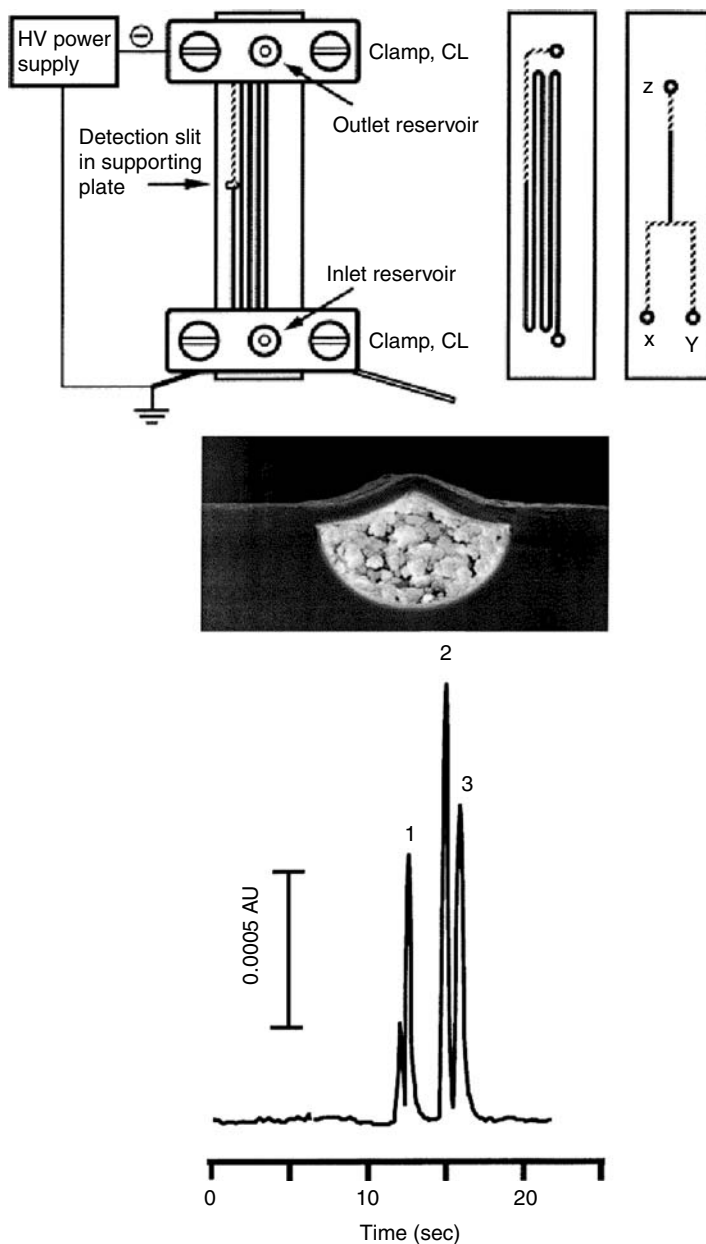 HV power
supply
Clamp, CL
Outlet reservoir
Detection slit
in supporting
plate
Inlet reservoir
Clamp, CL
z
x
Y
2
3
1
0.0005 AU
0
10
20
Time (sec)